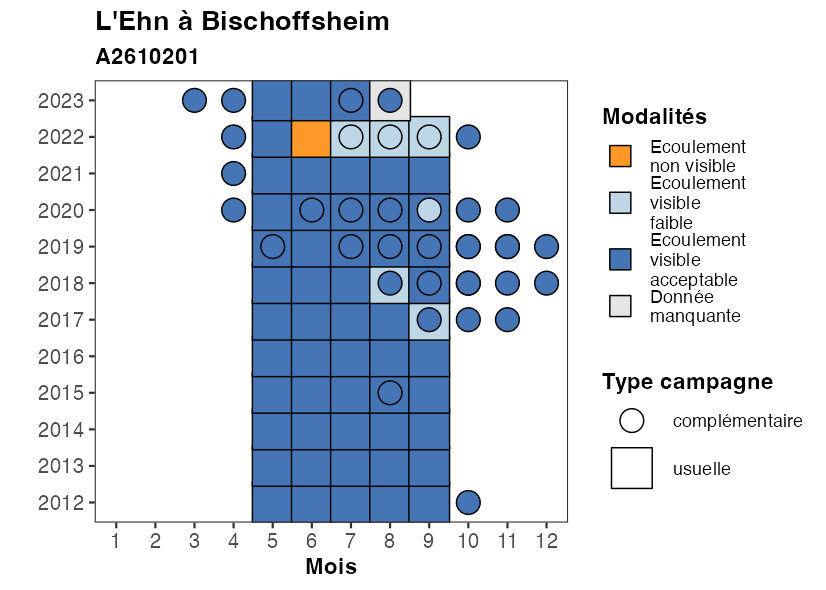 L'Ehn à Bischoffsheim
A2610201
2023
2022
2021
2020
2019
2018
2017
2016
2015
2014
2013
2012
1 2 3 4 5 6 7 8 9 10 11 12
Mois
Modalités
Ecoulement
non visible
Ecoulement
visible
faible
Ecoulement
visible
acceptable
Donnée
manquante
Type campagne
complémentaire
usuelle